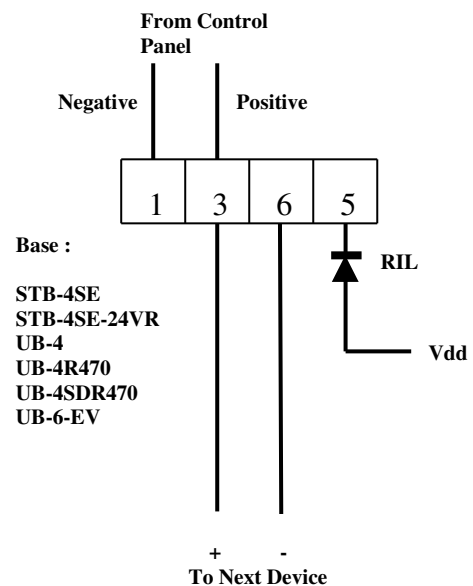 From Control
Panel
Negative
Positive
1 3 6 5
Base :
RIL
STB-4SE
STB-4SE-24VR
UB-4
Vdd
UB-4R470
UB-4SDR470
UB-6-EV
+ -
To Next Device